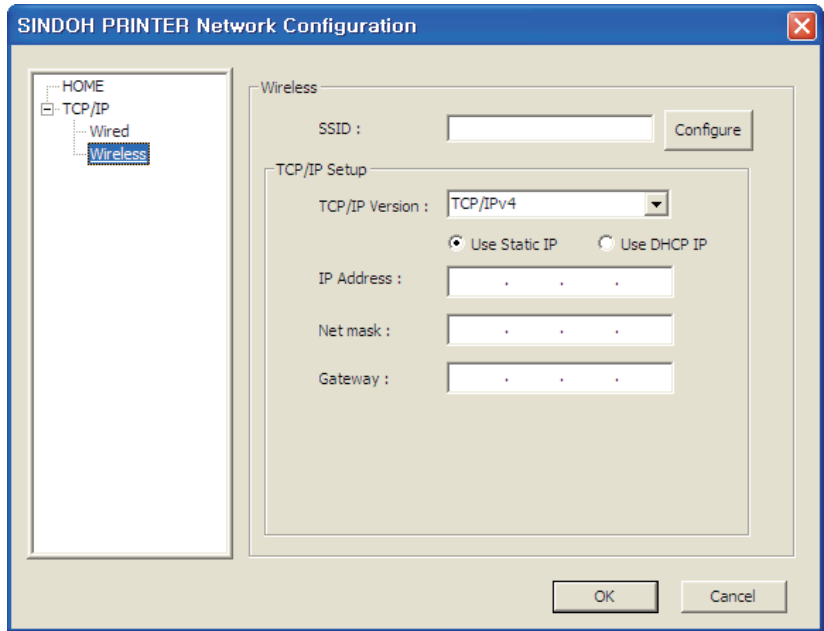 SINDOH PRINTER Network Configuration
HOME
TCP/IP
Wired
Wireless
Wireless
SSID :
Configure
TCP/IP Setup
TCP/IP Version : TCP/IPv4
Use Static IP Use DHCP IP
IP Address : . . .
Net mask : . . .
Gateway : . . .
OK Cancel